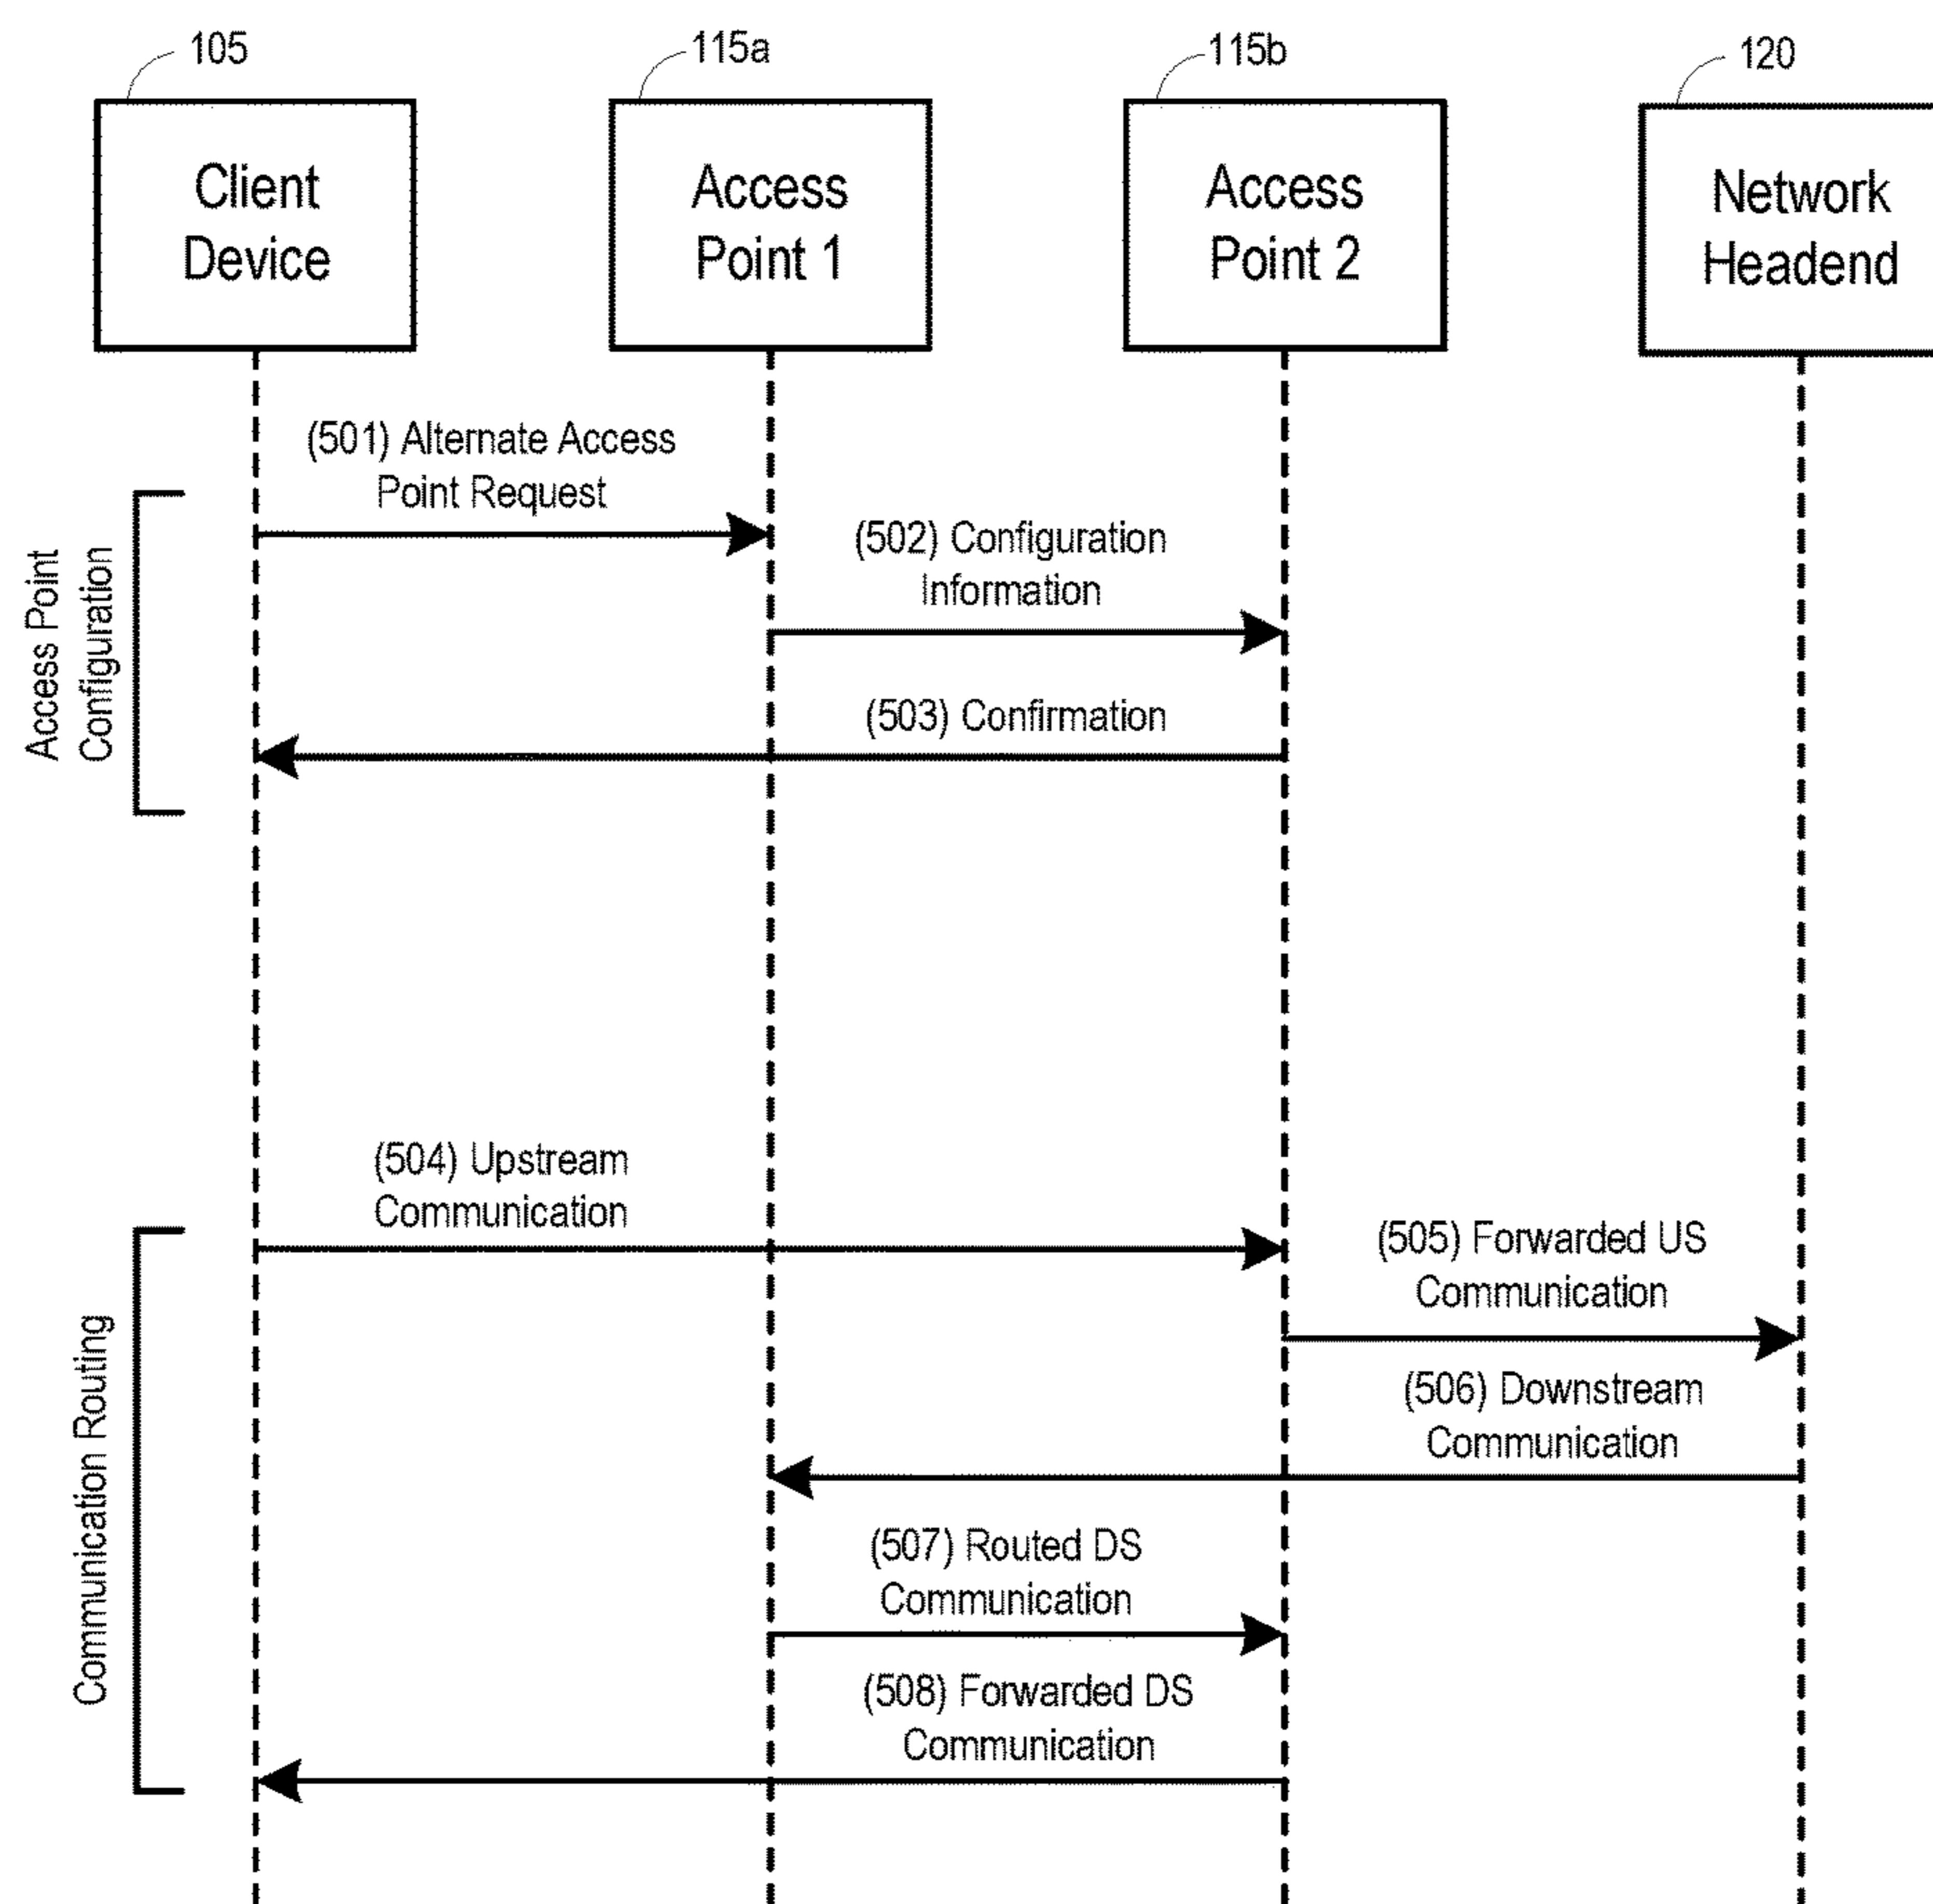 105
115a
115b
120
Client
Device
Access
Point 1
Access
Point 2
Network
Headend
Access Point
Configuration
(501) Alternate Access
Point Request
(502) Configuration
Information
(503) Confirmation
Communication Routing
(504) Upstream
Communication
(505) Forwarded US
Communication
(506) Downstream
Communication
(507) Routed DS
Communication
(508) Forwarded DS
Communication